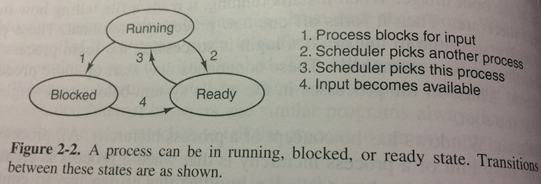 Running
1
3
2
Blocked
4
Ready
1. Process blocks for input
2. Scheduler picks another process
3. Scheduler picks this process
4. Input becomes available
Figure 2-2. A process can be in running, blocked, or ready state. Transitions
between these states are as shown.